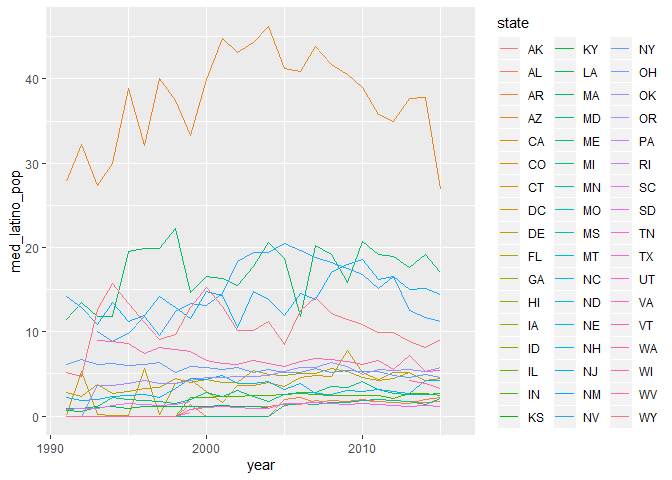 state
AK KY NY
AL LA OH
AR MA OK
AZ MD OR
CA ME PA
CO MI RI
CT MN SC
DC MO SD
DE MS TN
FL MT TX
GA NC UT
HI ND VA
IA NE VT
ID NH WA
IL NJ WI
IN NM WV
KS NV WY
med_latino_pop
40
30
20
10
0
1990 2000 2010
year